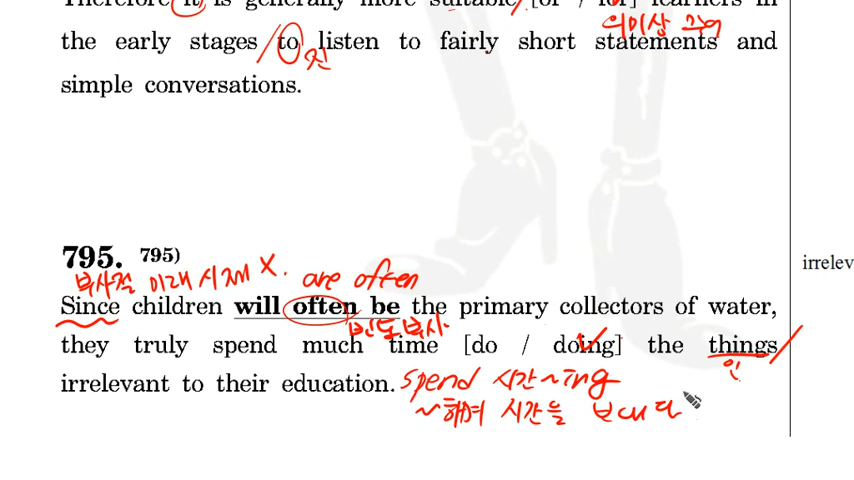 Therefore it is generally more suitable / [of / for] learners in
의미상 주어
the early stages / to listen to fairly short statements and
진
simple conversations.
795. 795)
부사절 미래시제 X. are often
Since children will often be the primary collectors of water,
빈도부사
they truly spend much time [do / doing] the things /
인
irrelevant to their education. spend 시간 ~ing
~하며 시간을 보내다
irrelev